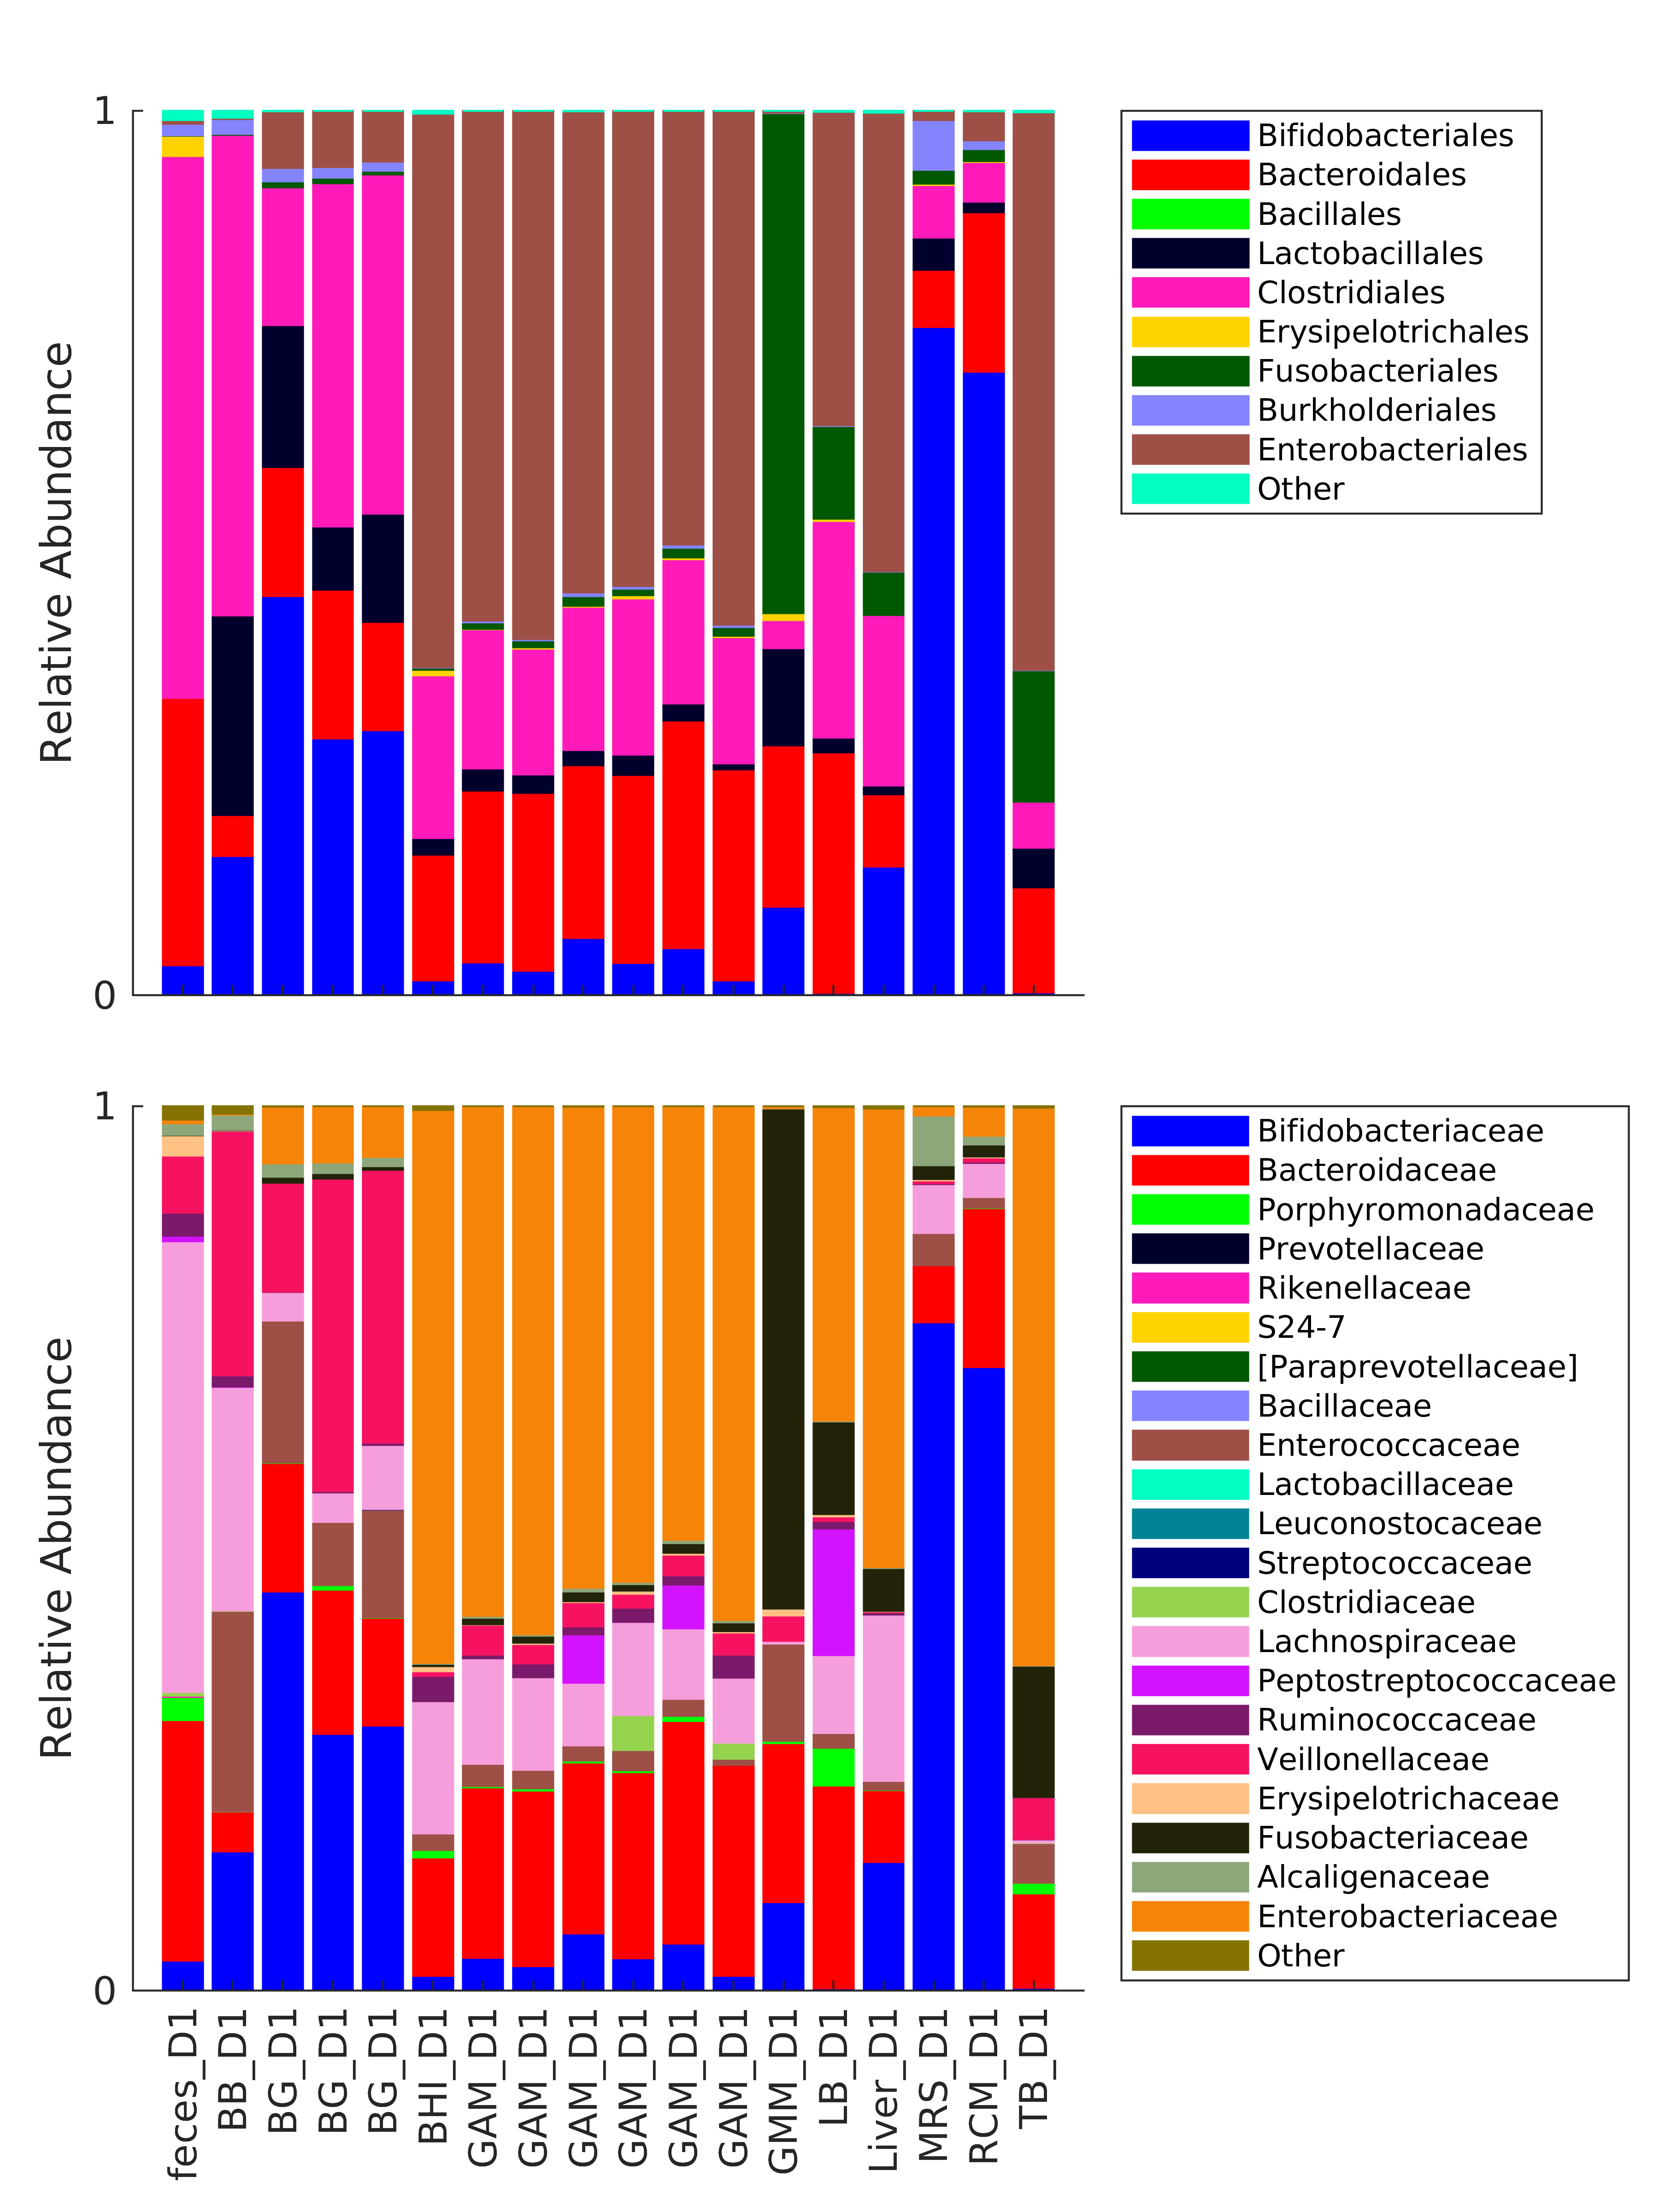 1
Relative Abundance
0
Bifidobacteriales
Bacteroidales
Bacillales
Lactobacillales
Clostridiales
Erysipelotrichales
Fusobacteriales
Burkholderiales
Enterobacteriales
Other
1
Relative Abundance
0
Bifidobacteriaceae
Bacteroidaceae
Porphyromonadaceae
Prevotellaceae
Rikenellaceae
S24-7
[Paraprevotellaceae]
Bacillaceae
Enterococcaceae
Lactobacillaceae
Leuconostocaceae
Streptococcaceae
Clostridiaceae
Lachnospiraceae
Peptostreptococcaceae
Ruminococcaceae
Veillonellaceae
Erysipelotrichaceae
Fusobacteriaceae
Alcaligenaceae
Enterobacteriaceae
Other
feces_D1
BB_D1
BG_D1
BG_D1
BG_D1
BHI_D1
GAM_D1
GAM_D1
GAM_D1
GAM_D1
GAM_D1
GAM_D1
GMM_D1
LB_D1
Liver_D1
MRS_D1
RCM_D1
TB_D1